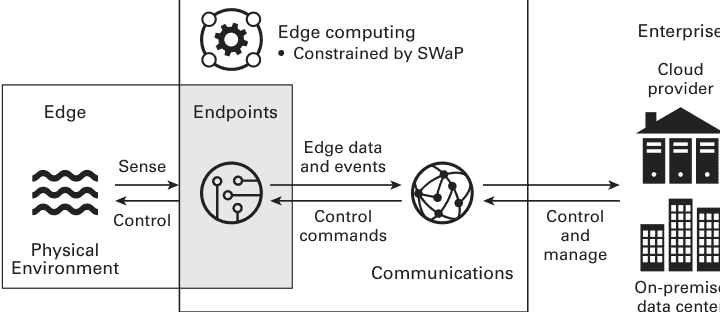 Edge computing
• Constrained by SWaP
Enterprise
Cloud
provider
Edge
Endpoints
Sense
Control
Edge data
and events
Control
commands
Control
and
manage
Physical
Environment
Communications
On-premise
data center